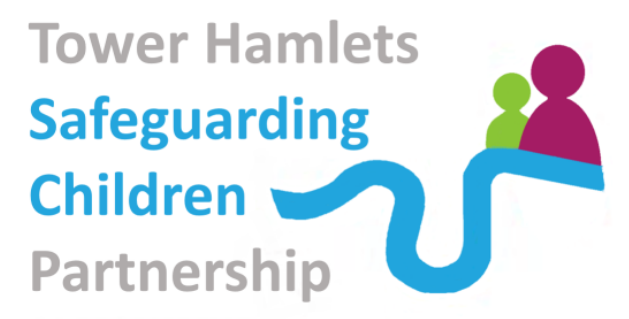 Tower Hamlets
Safeguarding
Children
Partnership